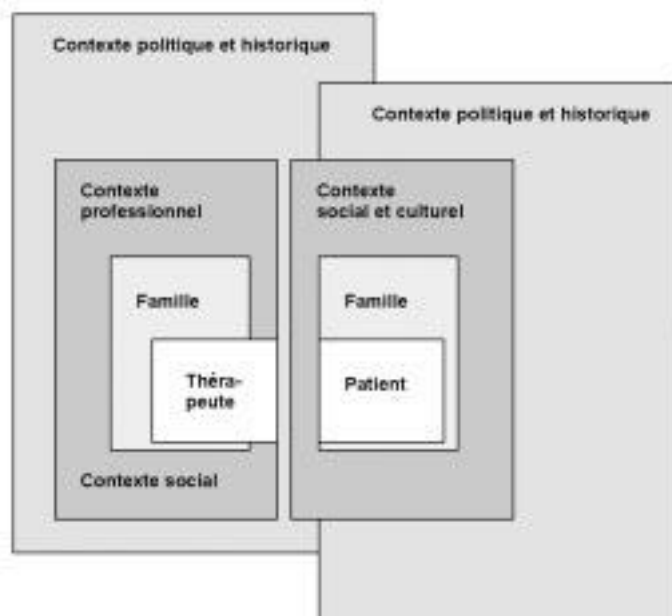 Contexte politique et historique
Contexte politique et historique
Contexte
professionnel
Contexte
social et culturel
Famille
Famille
Théra-
peute
Patient
Contexte social